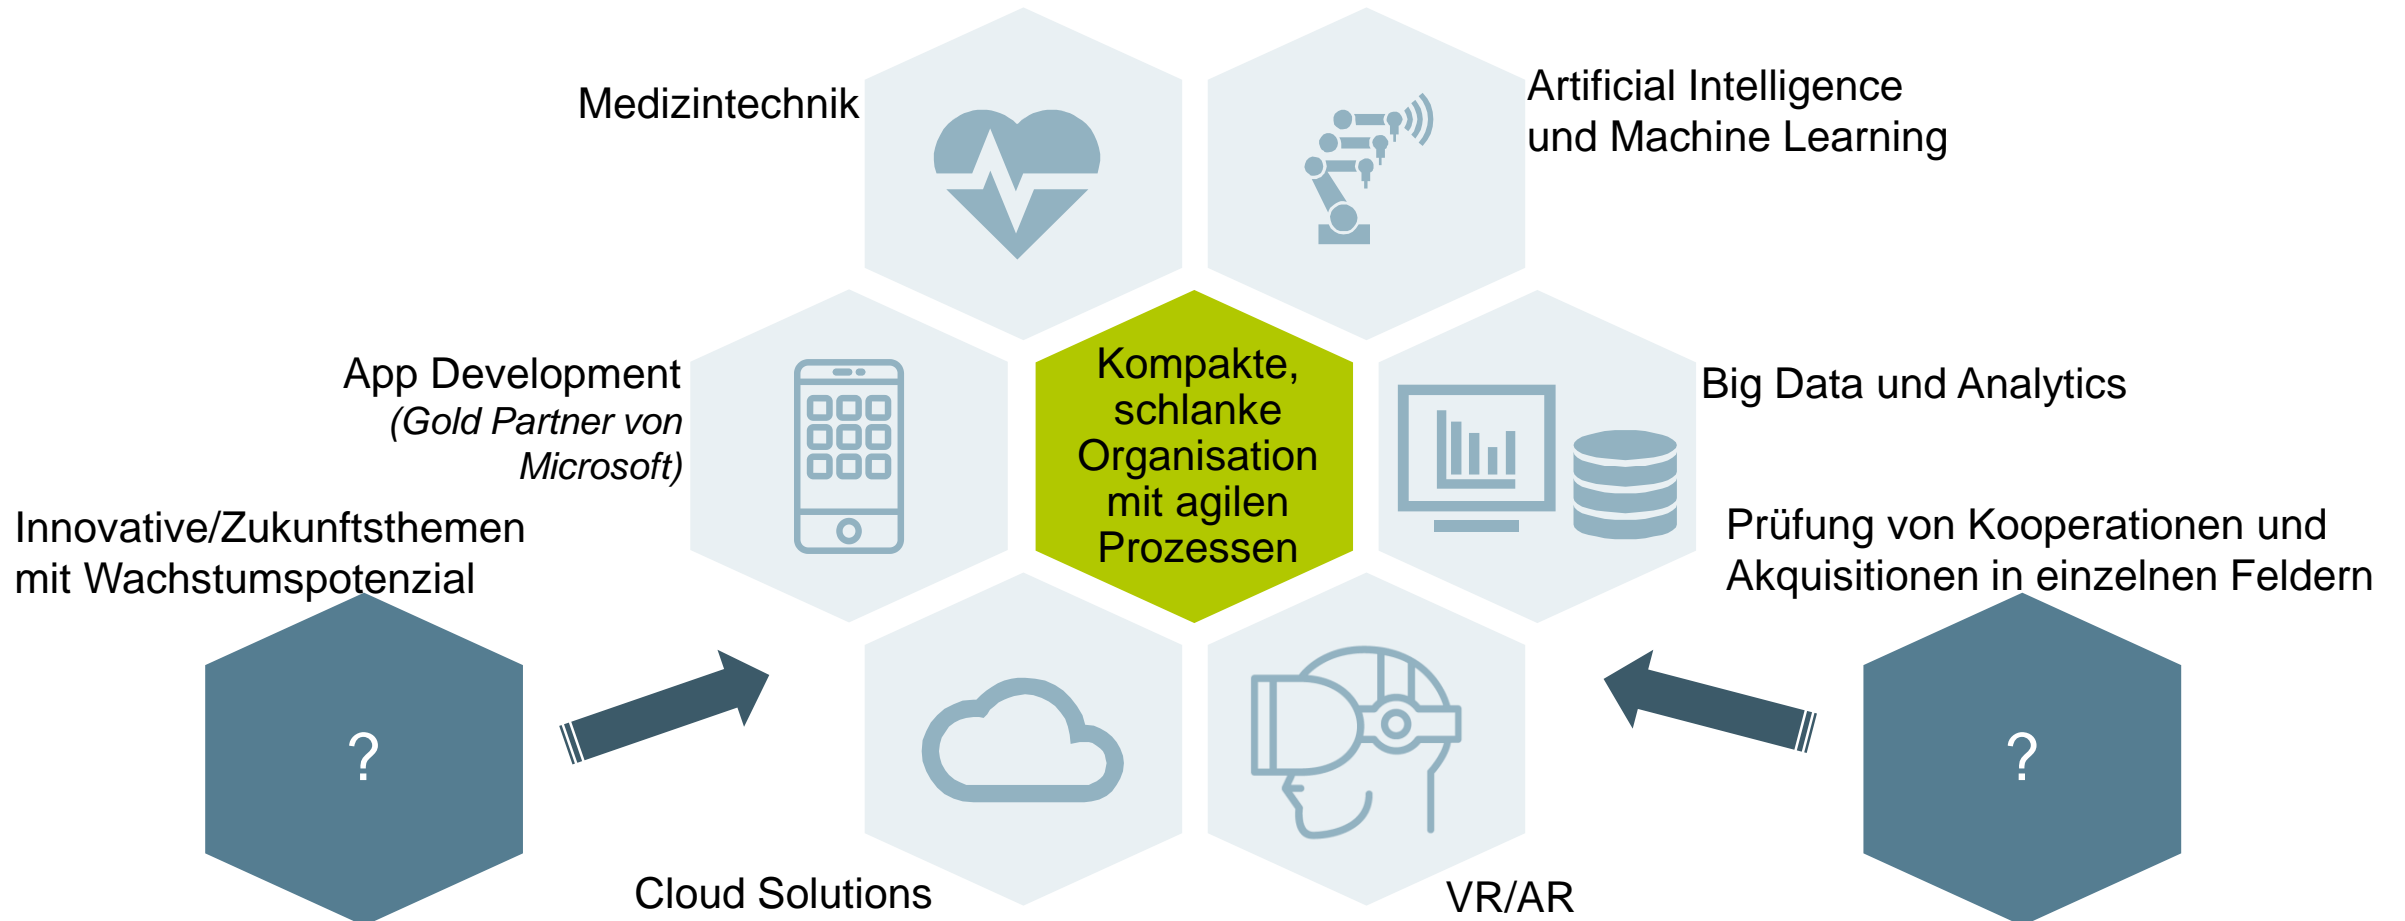 Medizintechnik
Artificial Intelligence
und Machine Learning
App Development
(Gold Partner von
Microsoft)
Kompakte,
schlanke
Organisation
mit agilen
Prozessen
Big Data und Analytics
Innovative/Zukunftsthemen
mit Wachstumspotenzial
Prüfung von Kooperationen und
Akquisitionen in einzelnen Feldern
?
?
Cloud Solutions
VR/AR